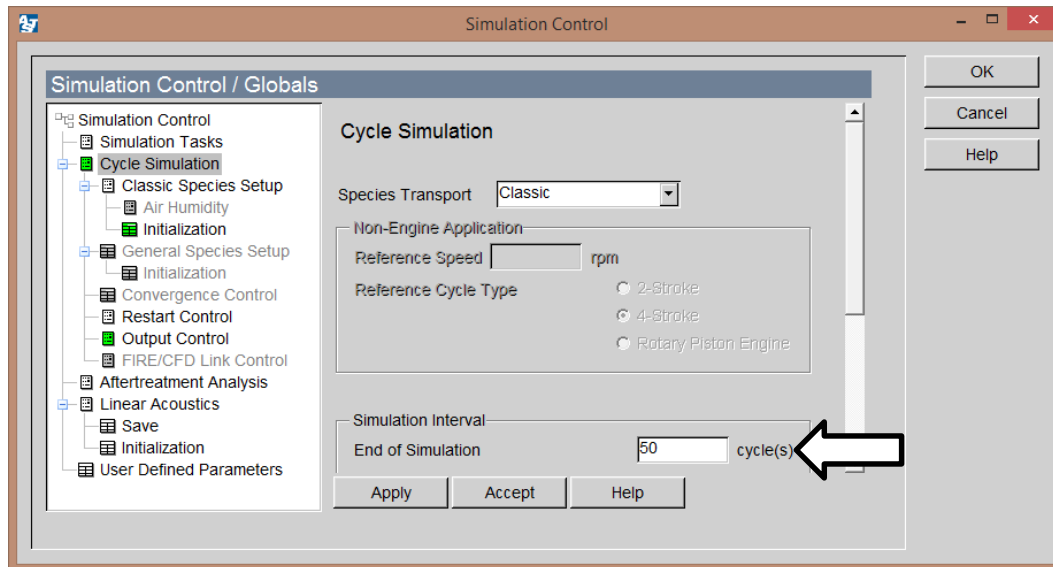 Simulation Control
Simulation Control / Globals
Simulation Control
Simulation Tasks
Cycle Simulation
Classic Species Setup
Air Humidity
Initialization
General Species Setup
Initialization
Convergence Control
Restart Control
Output Control
FIRE/CFD Link Control
Aftertreatment Analysis
Linear Acoustics
Save
Initialization
User Defined Parameters
Cycle Simulation
Species Transport Classic
Non-Engine Application
Reference Speed rpm
Reference Cycle Type 2-Stroke
4-Stroke
Rotary Piston Engine
Simulation Interval
End of Simulation 50 cycle(s)
Apply Accept Help
OK
Cancel
Help